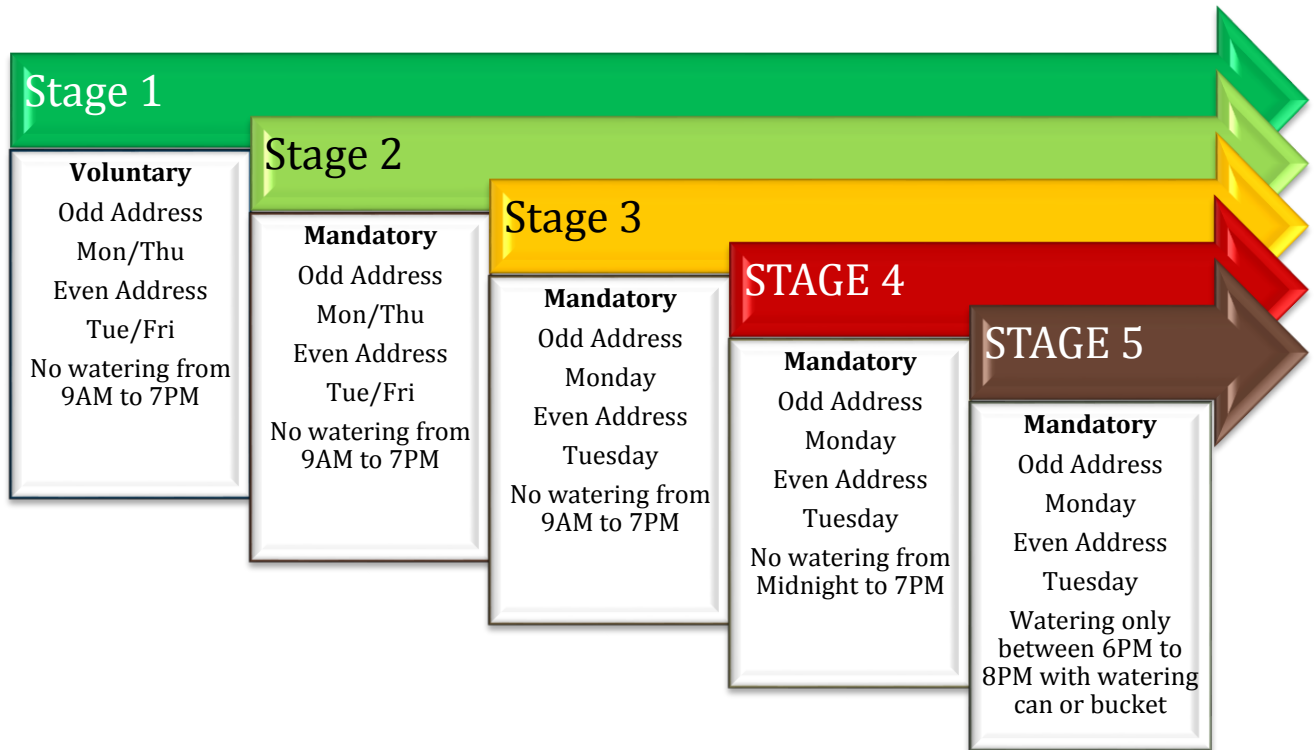 Stage 1
Voluntary
Odd Address
Mon/Thu
Even Address
Tue/Fri
No watering from
9AM to 7PM
Stage 2
Mandatory
Odd Address
Mon/Thu
Even Address
Tue/Fri
No watering from
9AM to 7PM
Stage 3
Mandatory
Odd Address
Monday
Even Address
Tuesday
No watering from
9AM to 7PM
STAGE 4
Mandatory
Odd Address
Monday
Even Address
Tuesday
No watering from
Midnight to 7PM
STAGE 5
Mandatory
Odd Address
Monday
Even Address
Tuesday
Watering only
between 6PM to
8PM with watering
can or bucket